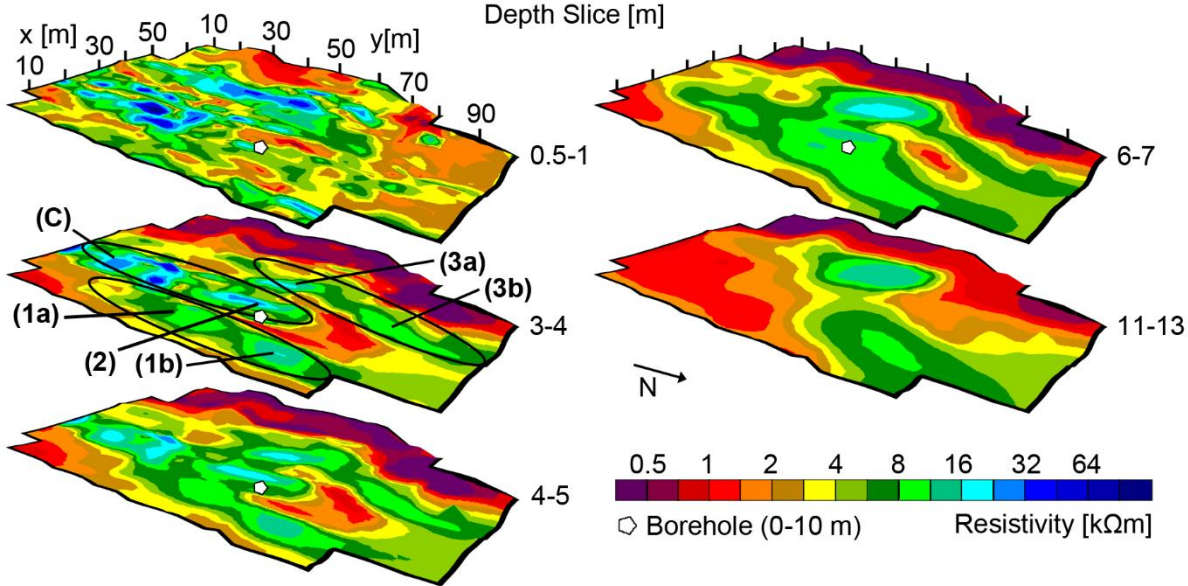 Depth Slice [m]
x [m]
10
30
50
10
30
50
y[m]
70
90
0.5-1
6-7
(C)
(3a)
(3b)
(1a)
(2)
(1b)
3-4
11-13
N
4-5
0.5 1 2 4 8 16 32 64
Borehole (0-10 m) Resistivity [kΩm]